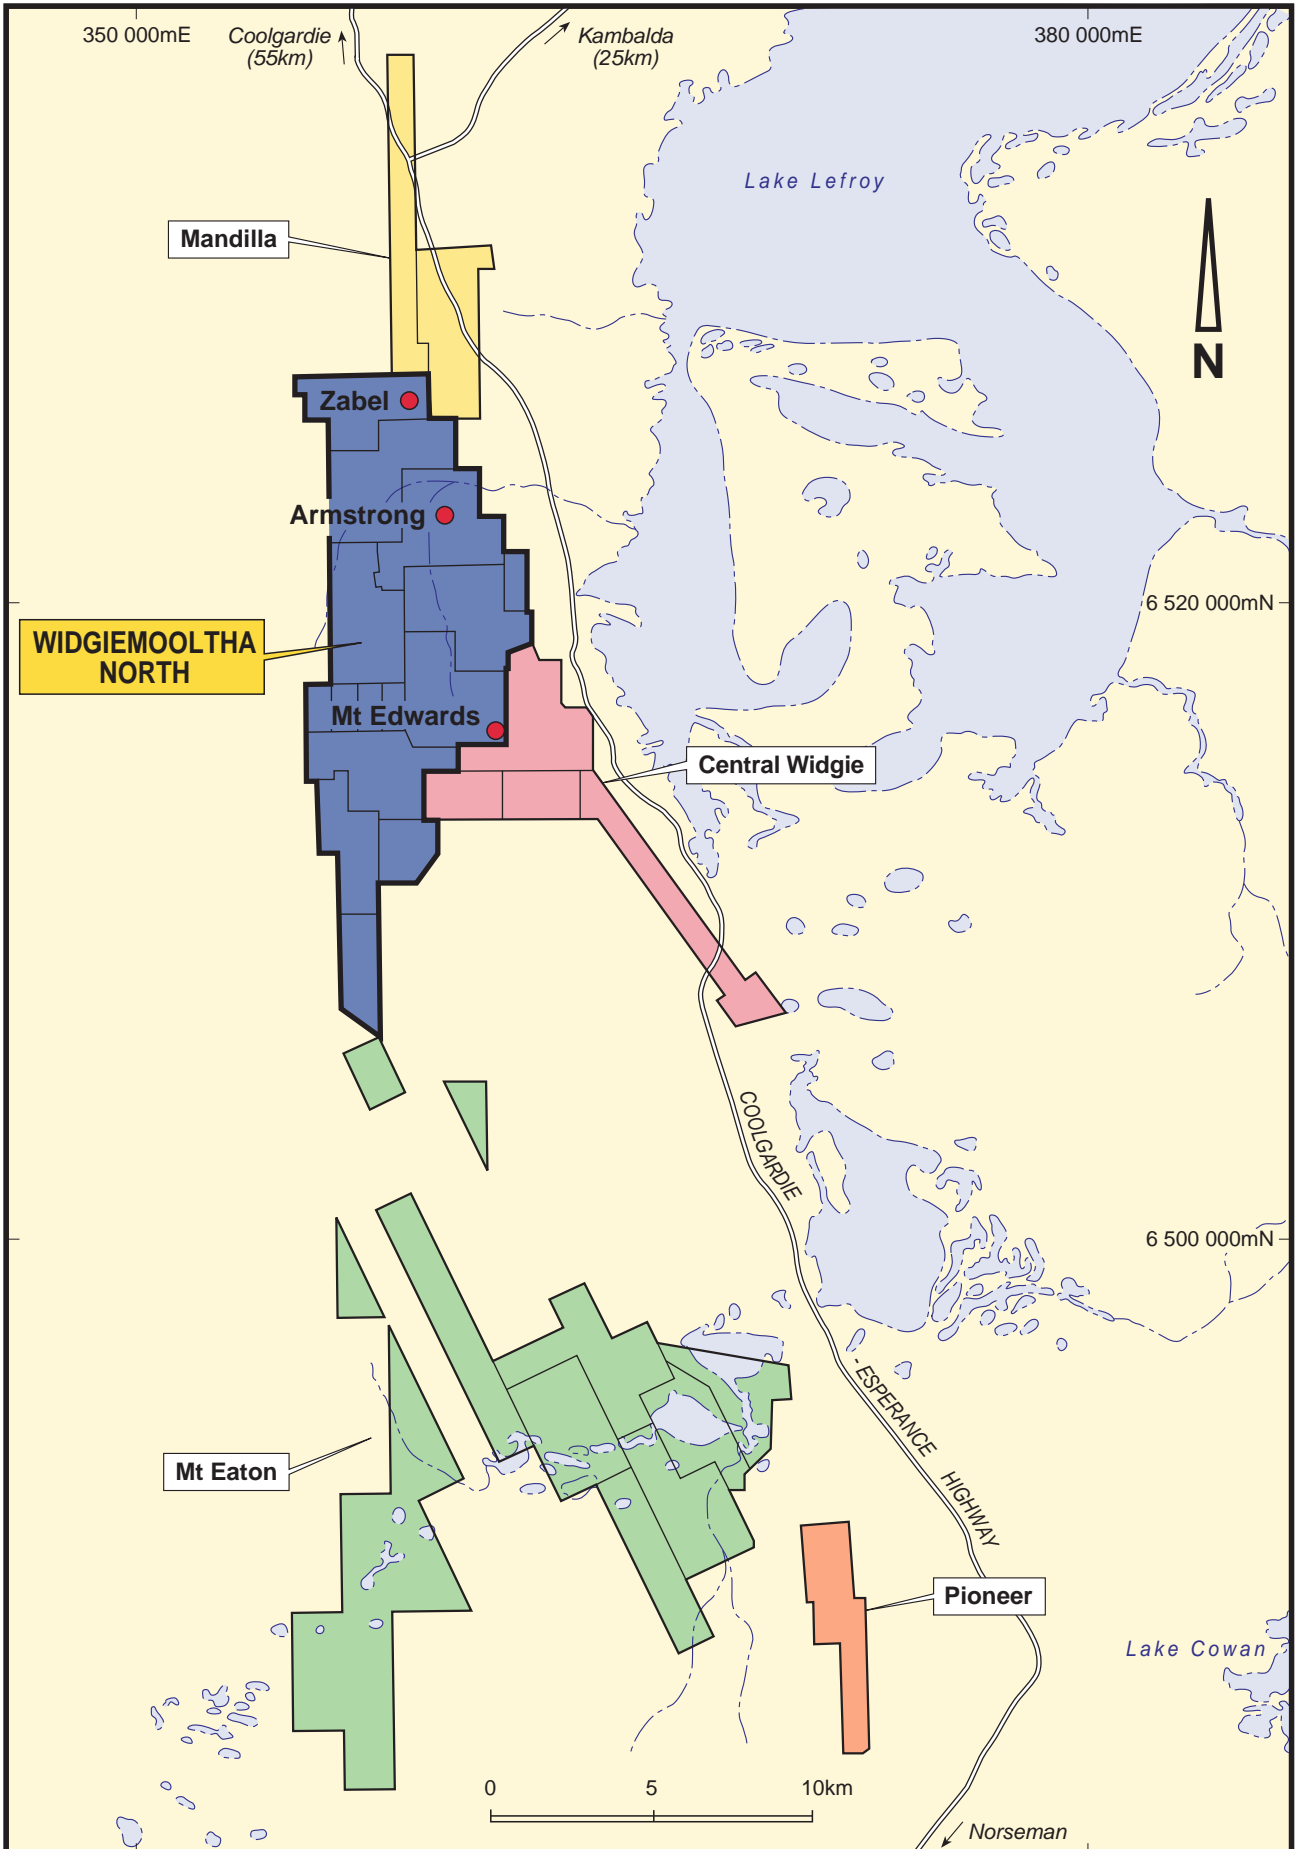 350 000mE
Coolgardie
(55km)
Kambalda
(25km)
380 000mE
Lake Lefroy
Mandilla
N
Zabel
Armstrong
6 520 000mN
WIDGIEMOOLTHA
NORTH
Mt Edwards
Central Widgie
COOLGARDIE
6 500 000mN
- ESPERANCE HIGHWAY
Mt Eaton
Pioneer
Lake Cowan
0 5 10km
Norseman